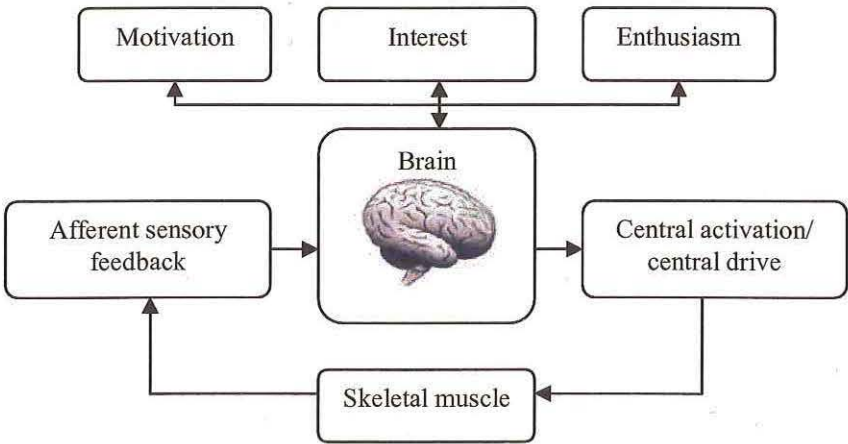 Motivation
Interest
Enthusiasm
Brain
Afferent sensory
feedback
Central activation/
central drive
Skeletal muscle